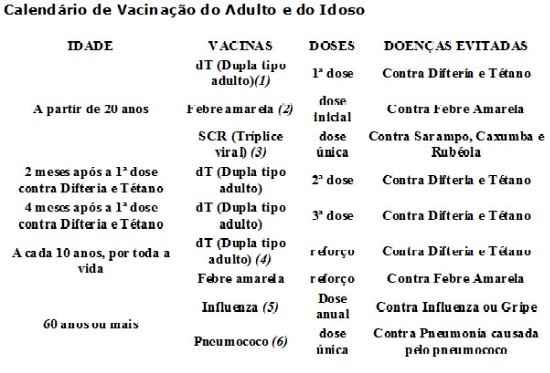 Calendário de Vacinação do Adulto e do Idoso
IDADE VACINAS DOSES DOENÇAS EVITADAS
A partir de 20 anos
dT (Dupla tipo
adulto)(1)
1ª dose
Contra Difteria e Tétano
Febre amarela (2)
dose
inicial
Contra Febre Amarela
SCR (Tríplice
viral) (3)
dose
única
Contra Sarampo, Caxumba e
Rubéola
2 meses após a 1ª dose
contra Difteria e Tétano
dT (Dupla tipo
adulto)
2ª dose
Contra Difteria e Tétano
4 meses após a 1ª dose
contra Difteria e Tétano
dT (Dupla tipo
adulto)
3ª dose
Contra Difteria e Tétano
A cada 10 anos, por toda a
vida
dT (Dupla tipo
adulto) (4)
reforço
Contra Difteria e Tétano
Febre amarela
reforço
Contra Febre Amarela
60 anos ou mais
Influenza (5)
Dose
anual
Contra Influenza ou Gripe
Pneumococo (6)
dose
única
Contra Pneumonia causada
pelo pneumococo